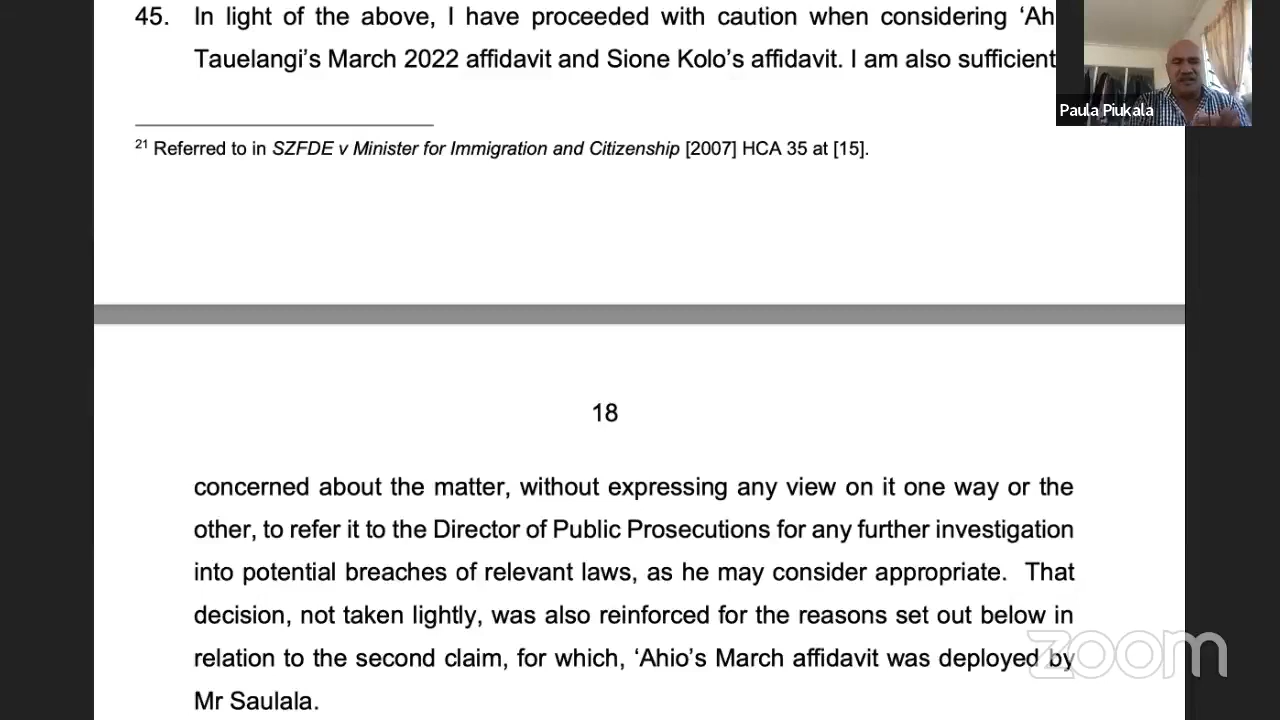 45. In light of the above, I have proceeded with caution when considering ‘Ah
Tauelangi’s March 2022 affidavit and Sione Kolo’s affidavit. I am also sufficient
Paula Piukala
21 Referred to in SZFDE v Minister for Immigration and Citizenship [2007] HCA 35 at [15].
18
concerned about the matter, without expressing any view on it one way or the
other, to refer it to the Director of Public Prosecutions for any further investigation
into potential breaches of relevant laws, as he may consider appropriate. That
decision, not taken lightly, was also reinforced for the reasons set out below in
relation to the second claim, for which, ‘Ahio’s March affidavit was deployed by
Mr Saulala.
zoom